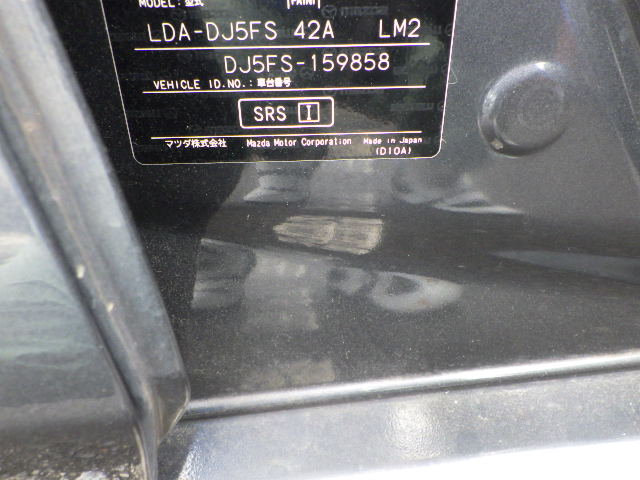 MODEL:型式 PAINT
LDA-DJ5FS 42A LM2
DJ5FS-159858
VEHICLE ID.NO.:車台番号
SRS I
マツダ株式会社 Mazda Motor Corporation Made in Japan
(D10A)